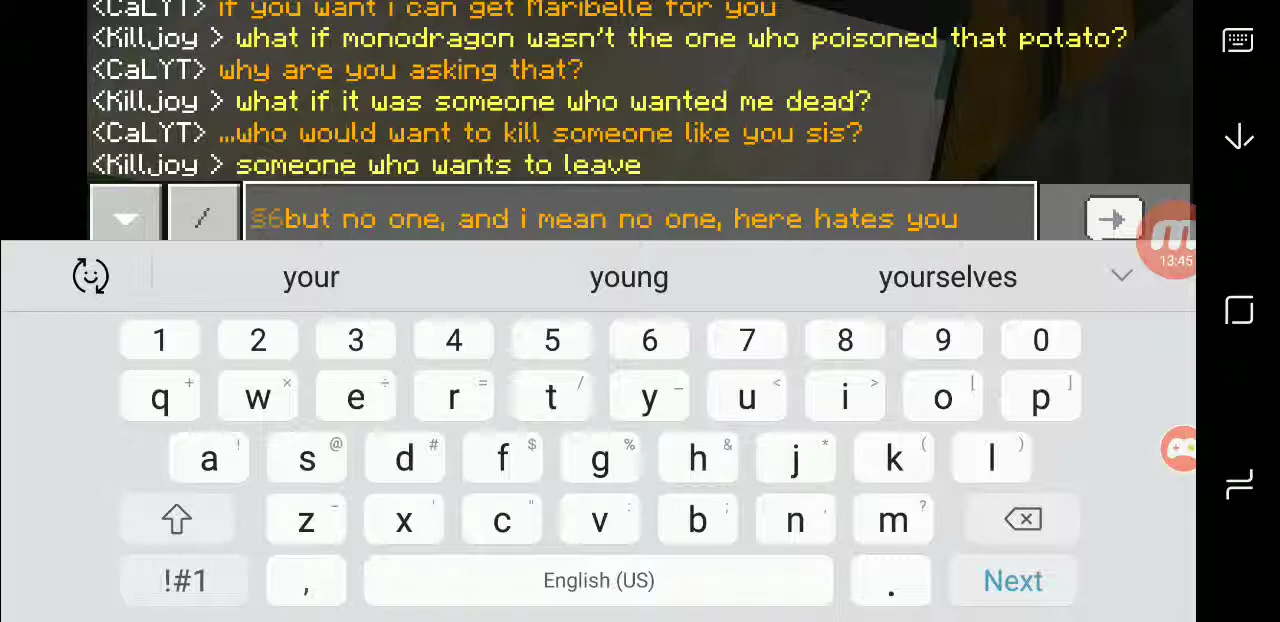 <CaLYT> if you want i can get Maribelle for you
<Killjoy > what if monodragon wasn't the one who poisoned that potato?
<CaLYT> why are you asking that?
<Killjoy > what if it was someone who wanted me dead?
<CaLYT> ...who would want to kill someone like you sis?
<Killjoy > someone who wants to leave
/ §6but no one, and i mean no one, here hates you
13:45
your young yourselves
1 2 3 4 5 6 7 8 9 0
q + w × e ÷ r = t / y _ u < i > o [ p ]
a ! s @ d # f $ g % h & j * k ( l )
z - x ' c " v : b ; n , m ?
!#1 , English (US) . Next